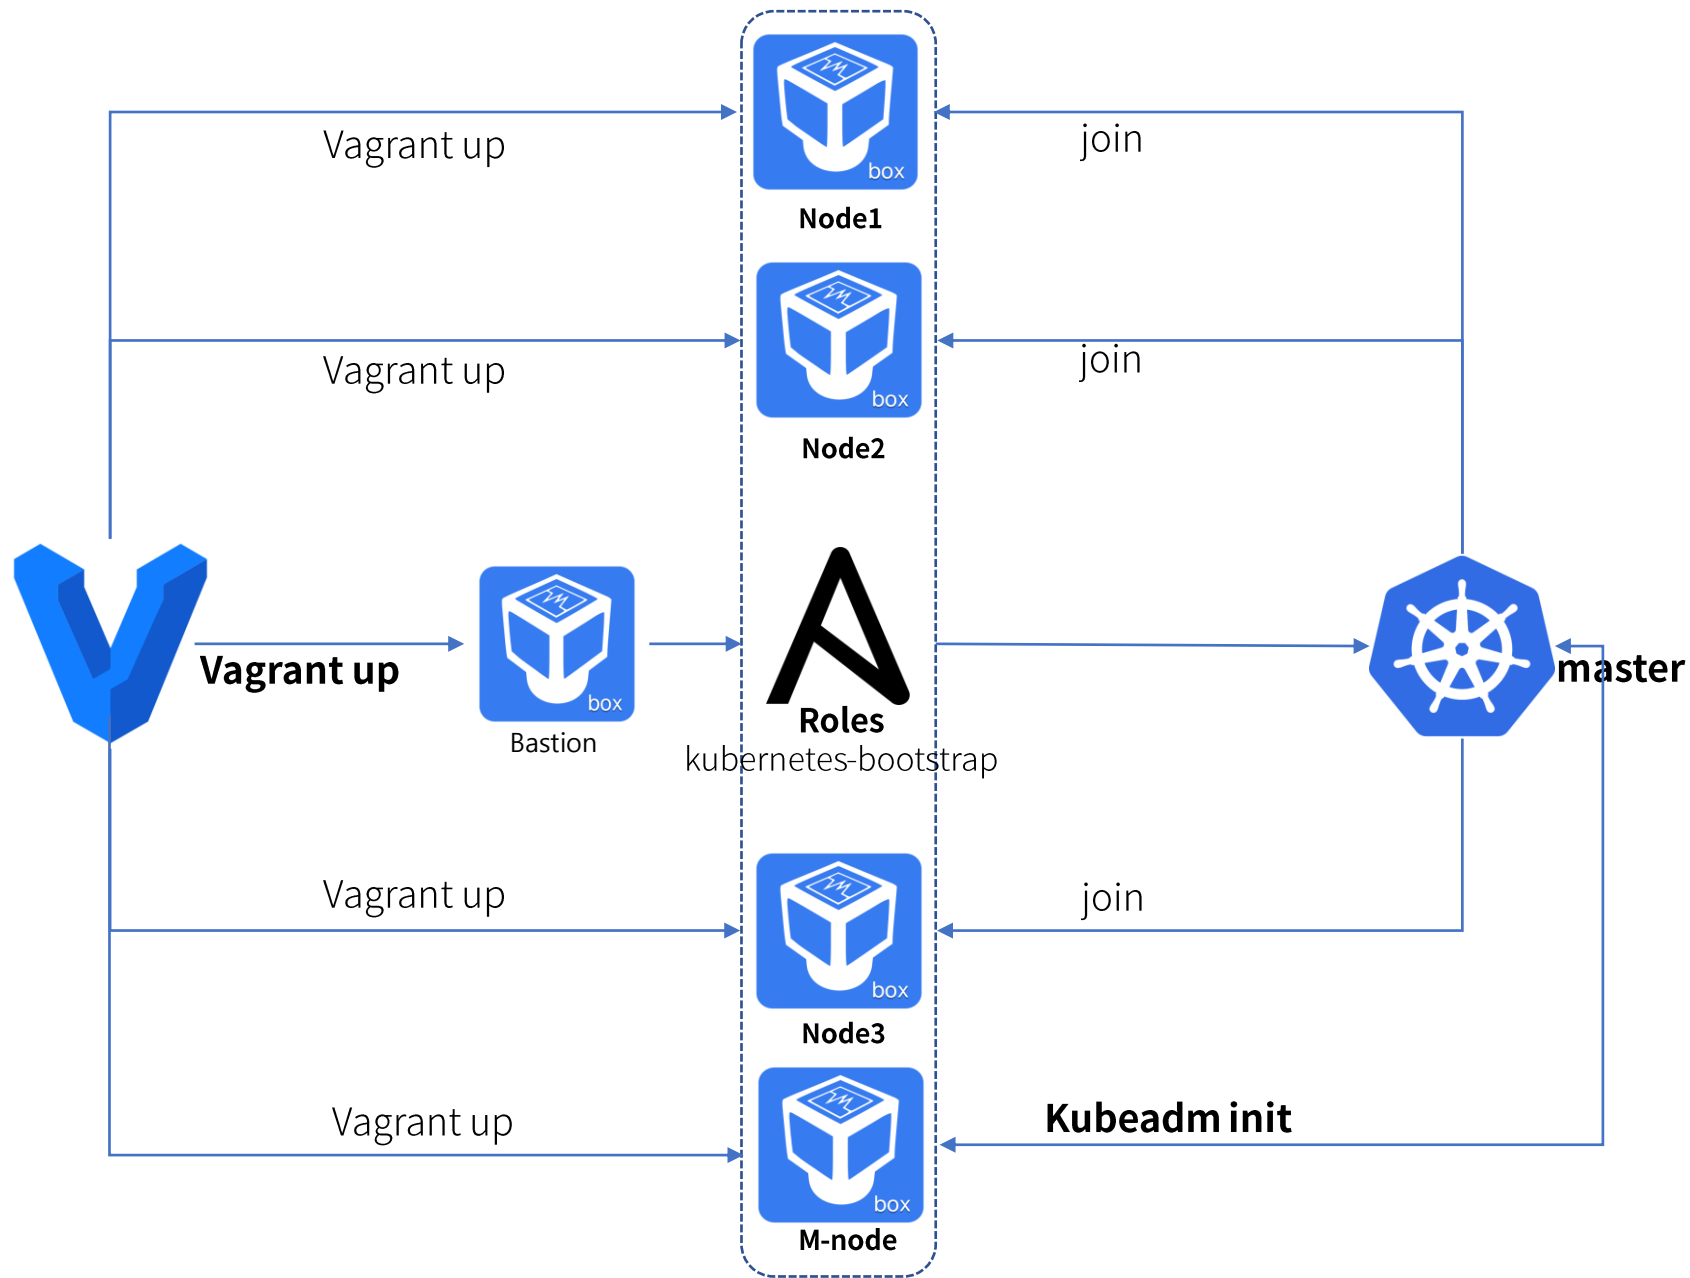 box
Vagrant up
join
Node1
box
Vagrant up
join
Node2
Vagrant up
box
Bastion
Roles
kubernetes-bootstrap
master
box
Vagrant up
join
Node3
box
Vagrant up
Kubeadm init
M-node